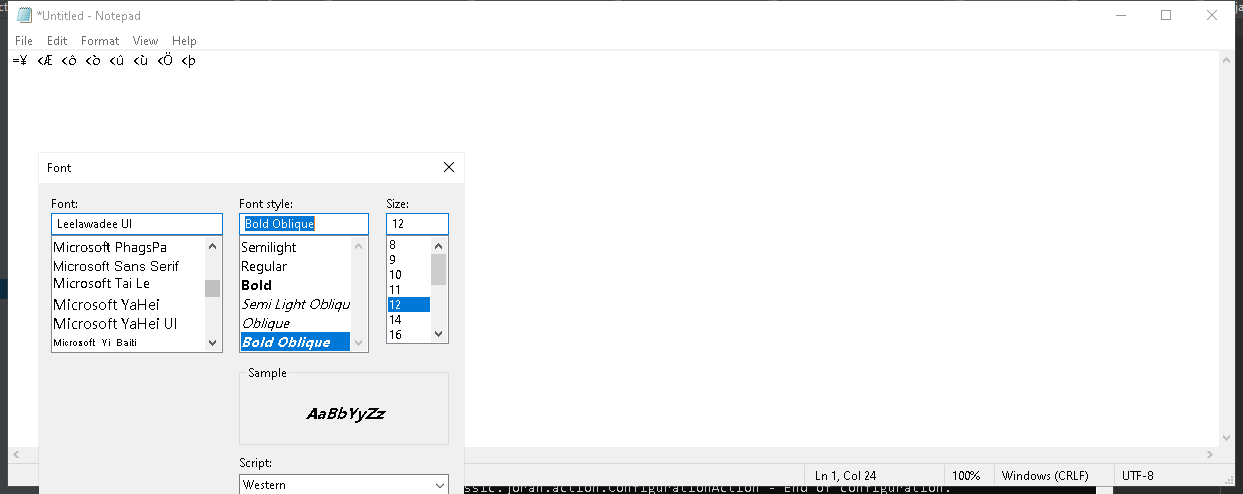 *Untitled - Notepad
File Edit Format View Help
=¥ <Æ <ô <ò <û <ù <Ö <þ
Font
Font: Font style: Size:
Leelawadee UI Bold Oblique 12
Microsoft PhagsPa Semilight 8
Microsoft Sans Serif Regular 9
Microsoft Tai Le Bold 10
Microsoft YaHei Semi Light Obliqu 11
Microsoft YaHei UI Oblique 12
Microsoft Yi Baiti Bold Oblique 14
16
Sample
AaBbYyZz
Script:
Western
Ln 1, Col 24 100% Windows (CRLF) UTF-8
ssic.joran.action.ConfigurationAction - End of configuration.